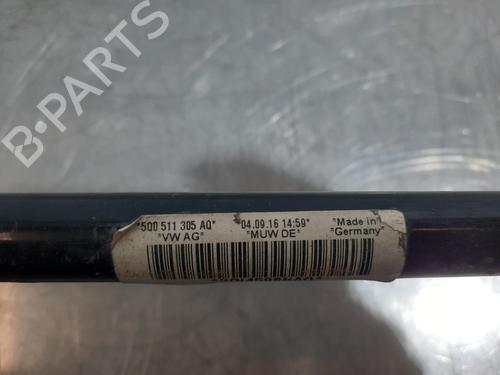 B-PARTS
*5Q0 511 305 AQ* *04.09.16 14:59* *Made in*
*VW AG* *MUW DE* *Germany*